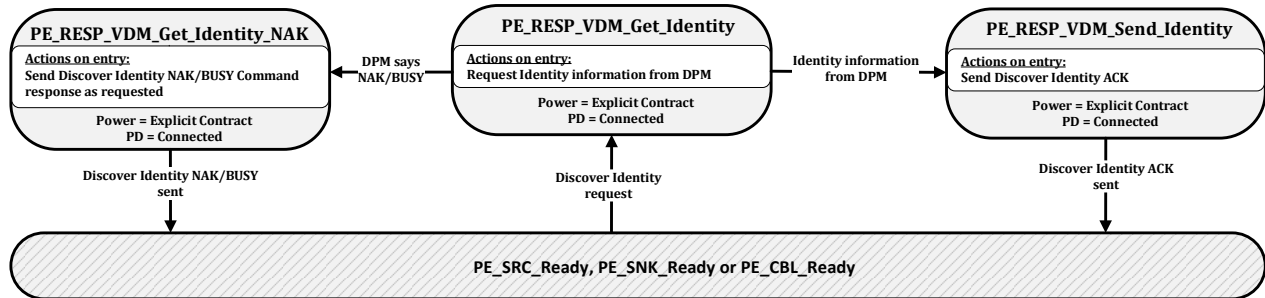 PE_RESP_VDM_Get_Identity_NAK
Actions on entry:
Send Discover Identity NAK/BUSY Command
response as requested
Power = Explicit Contract
PD = Connected
DPM says
NAK/BUSY
PE_RESP_VDM_Get_Identity
Actions on entry:
Request Identity information from DPM
Power = Explicit Contract
PD = Connected
Identity information
from DPM
PE_RESP_VDM_Send_Identity
Actions on entry:
Send Discover Identity ACK
Power = Explicit Contract
PD = Connected
Discover Identity NAK/BUSY
sent
Discover Identity
request
Discover Identity ACK
sent
PE_SRC_Ready, PE_SNK_Ready or PE_CBL_Ready